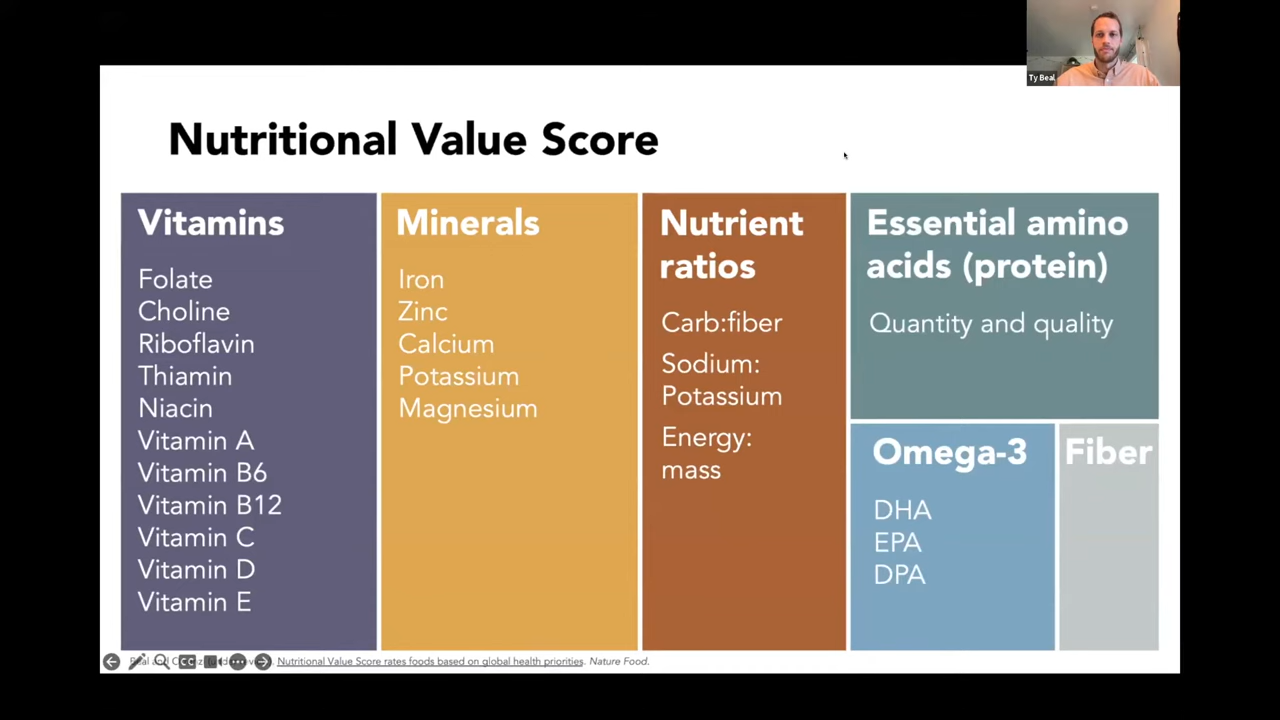 Ty Beal
Nutritional Value Score
Vitamins
Folate
Choline
Riboflavin
Thiamin
Niacin
Vitamin A
Vitamin B6
Vitamin B12
Vitamin C
Vitamin D
Vitamin E
Minerals
Iron
Zinc
Calcium
Potassium
Magnesium
Nutrient
ratios
Carb:fiber
Sodium:
Potassium
Energy:
mass
Essential amino
acids (protein)
Quantity and quality
Omega-3
DHA
EPA
DPA
Fiber
CC
Nutritional Value Score rates foods based on global health priorities. Nature Food.